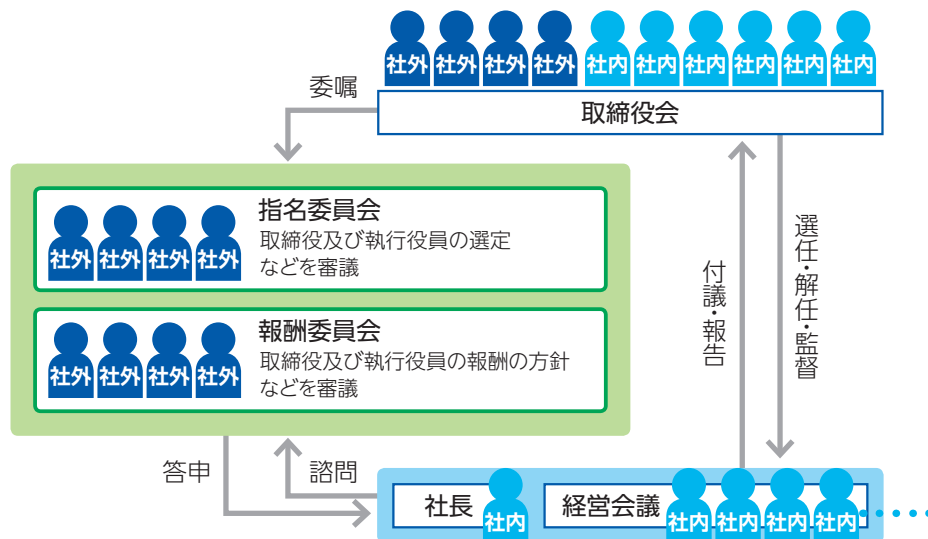 社外 社外 社外 社外 社内 社内 社内 社内 社内 社内
取締役会
委嘱
指名委員会
取締役及び執行役員の選定
などを審議
社外 社外 社外 社外
報酬委員会
取締役及び執行役員の報酬の方針
などを審議
社外 社外 社外 社外
付議・報告
選任・解任・監督
答申
諮問
社長 社内
経営会議 社内 社内 社内 社内